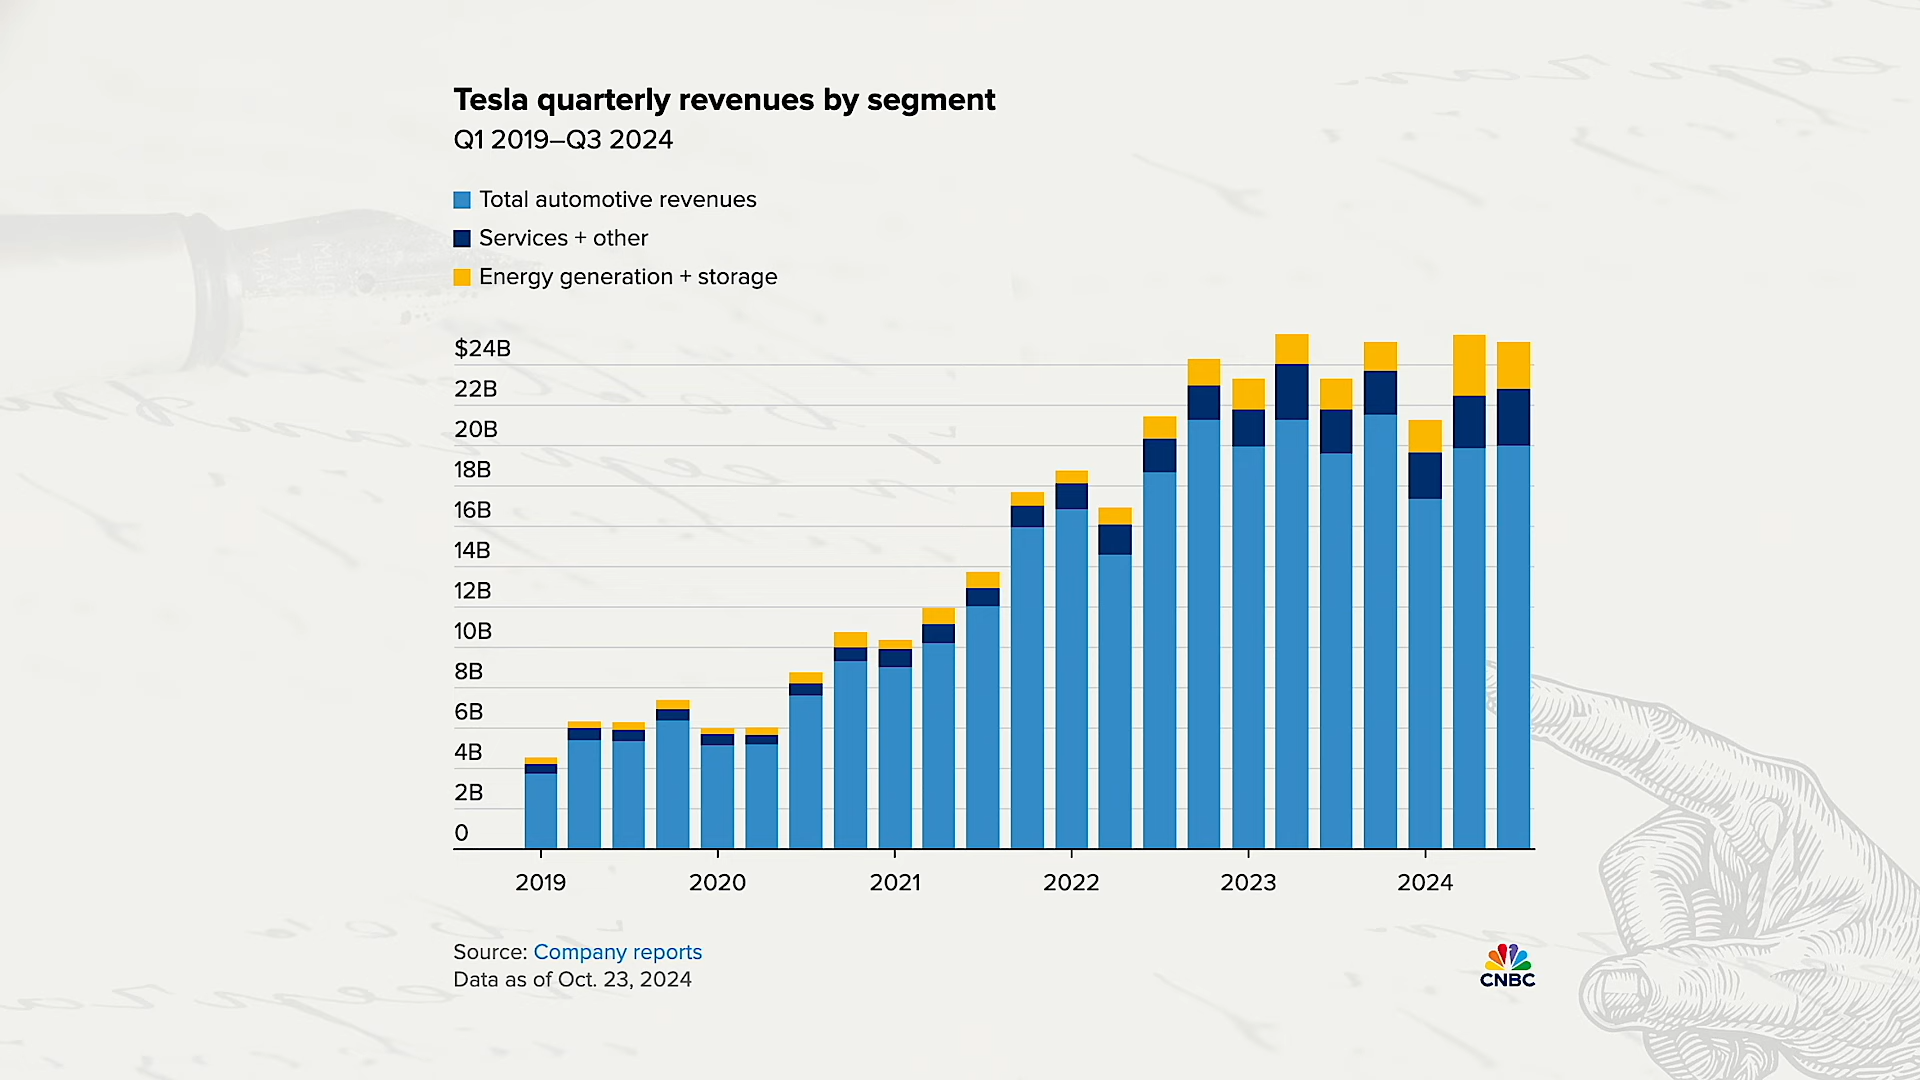 Tesla quarterly revenues by segment
Q1 2019–Q3 2024
Total automotive revenues
Services + other
Energy generation + storage
$24B
22B
20B
18B
16B
14B
12B
10B
8B
6B
4B
2B
0
2019 2020 2021 2022 2023 2024
Source: Company reports
Data as of Oct. 23, 2024
CNBC